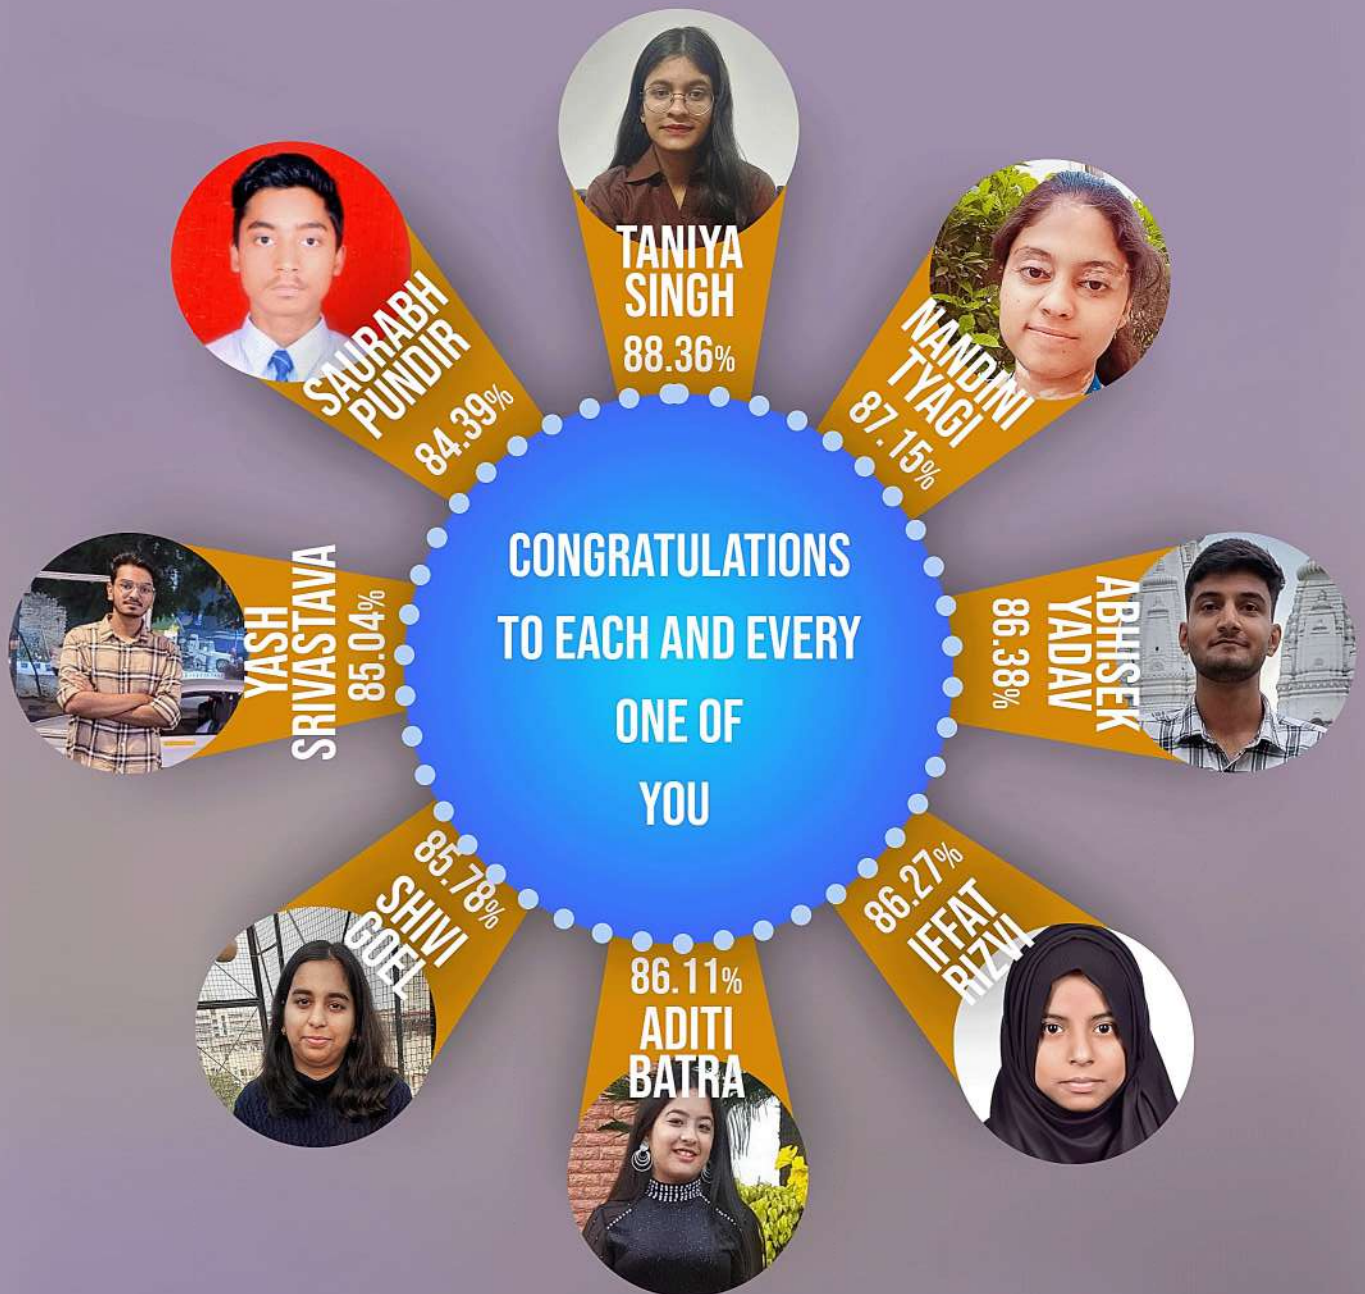 TANIYA
SINGH
88.36%
NANDINI
TYAGI
87.15%
ABHISEK
YADAV
86.38%
86.27%
IFFAT
RIZVI
86.11%
ADITI
BATRA
85.78%
SHIVI
GOEL
YASH
SRIVASTAVA
85.04%
SAURABH
PUNDIR
84.39%
CONGRATULATIONS
TO EACH AND EVERY
ONE OF
YOU